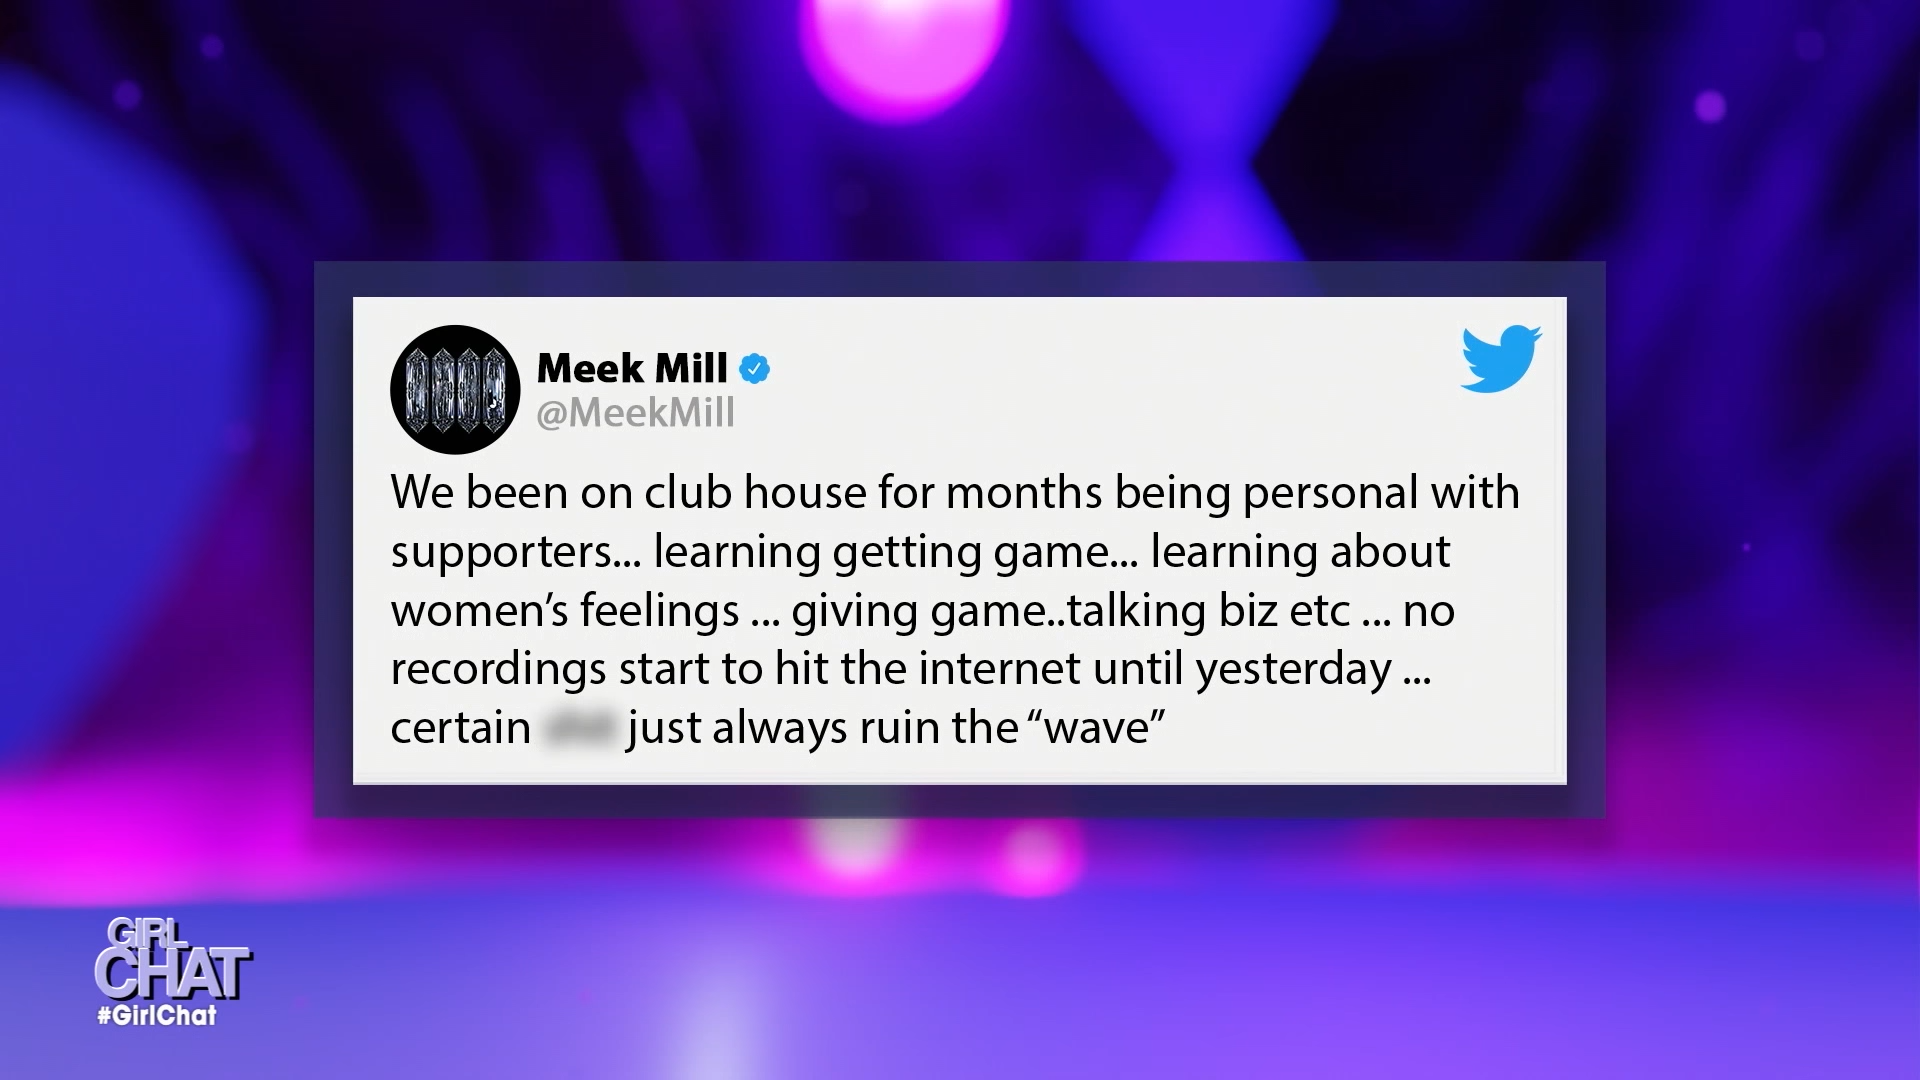 Meek Mill
@MeekMill
We been on club house for months being personal with
supporters... learning getting game... learning about
women’s feelings ... giving game..talking biz etc ... no
recordings start to hit the internet until yesterday ...
certain just always ruin the “wave”
GIRL
CHAT
#GirlChat